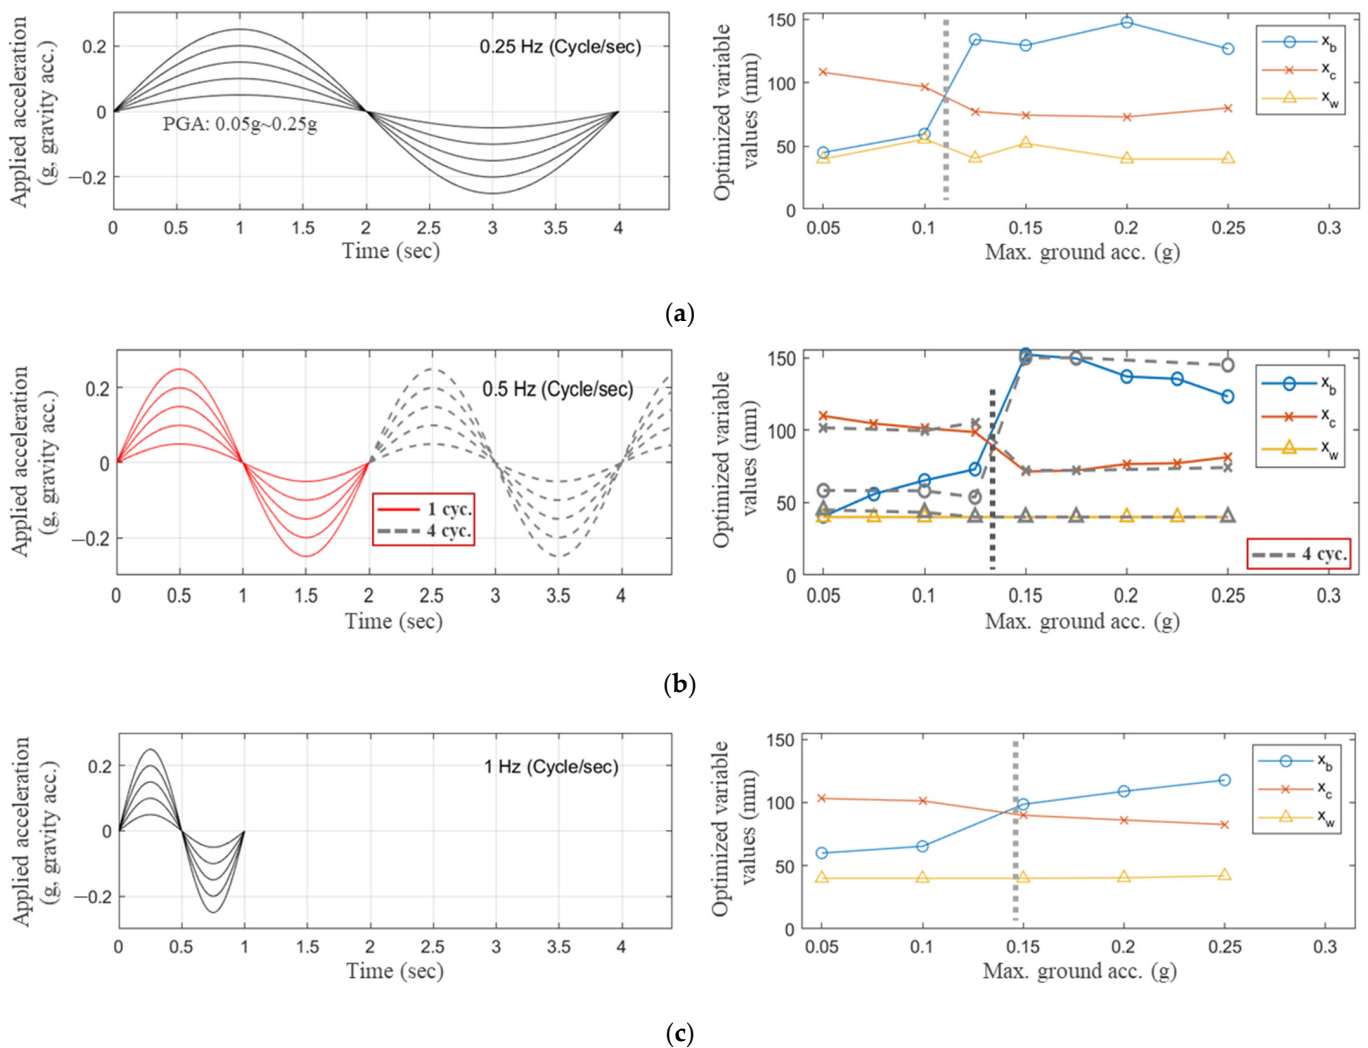 Applied acceleration
(g, gravity acc.)
0.2
0
−0.2
0.25 Hz (Cycle/sec)
PGA: 0.05g~0.25g
0 0.5 1 1.5 2 2.5 3 3.5 4
Time (sec)
Optimized variable
values (mm)
150
100
50
0
x_b
x_c
x_w
0.05 0.1 0.15 0.2 0.25 0.3
Max. ground acc. (g)
(a)
Applied acceleration
(g, gravity acc.)
0.2
0
−0.2
0.5 Hz (Cycle/sec)
1 cyc.
4 cyc.
0 0.5 1 1.5 2 2.5 3 3.5 4
Time (sec)
Optimized variable
values (mm)
150
100
50
0
x_b
x_c
x_w
4 cyc.
0.05 0.1 0.15 0.2 0.25 0.3
Max. ground acc. (g)
(b)
Applied acceleration
(g, gravity acc.)
0.2
0
−0.2
1 Hz (Cycle/sec)
0 0.5 1 1.5 2 2.5 3 3.5 4
Time (sec)
Optimized variable
values (mm)
150
100
50
0
x_b
x_c
x_w
0.05 0.1 0.15 0.2 0.25 0.3
Max. ground acc. (g)
(c)